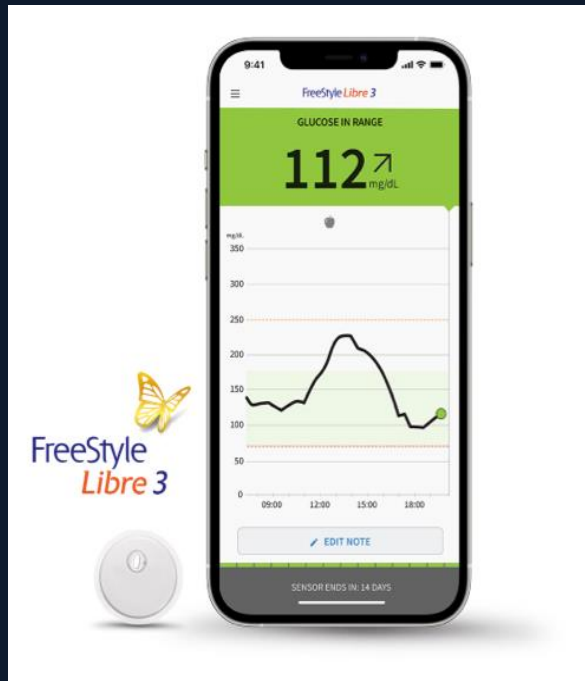 9:41
FreeStyle Libre 3
GLUCOSE IN RANGE
112
mg/dL
mg/dL
350
300
250
200
150
100
50
0
09:00 12:00 15:00 18:00
EDIT NOTE
SENSOR ENDS IN: 14 DAYS
FreeStyle
Libre 3